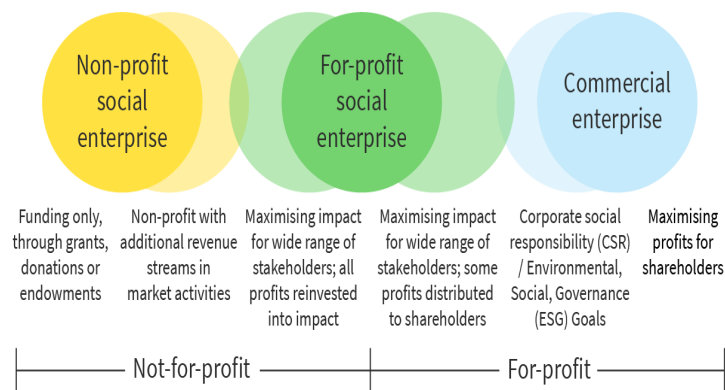 Non-profit
social
enterprise
For-profit
social
enterprise
Commercial
enterprise
Funding only,
through grants,
donations or
endowments
Non-profit with
additional revenue
streams in
market activities
Maximising impact
for wide range of
stakeholders; all
profits reinvested
into impact
Maximising impact
for wide range of
stakeholders; some
profits distributed
to shareholders
Corporate social
responsibility (CSR)
/ Environmental,
Social, Governance
(ESG) Goals
Maximising
profits for
shareholders
Not-for-profit
For-profit